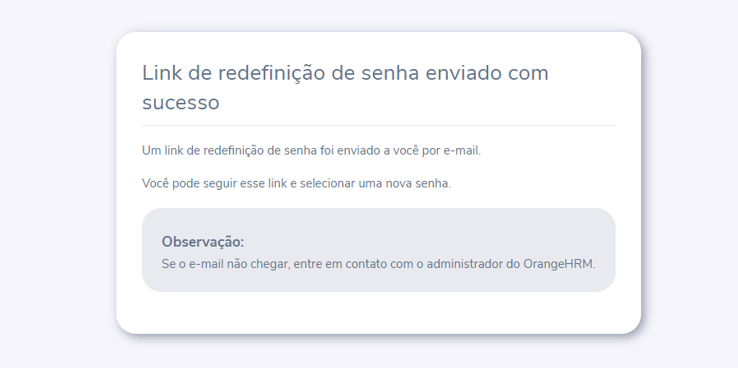 Link de redefinição de senha enviado com
sucesso
Um link de redefinição de senha foi enviado a você por e-mail.
Você pode seguir esse link e selecionar uma nova senha.
Observação:
Se o e-mail não chegar, entre em contato com o administrador do OrangeHRM.